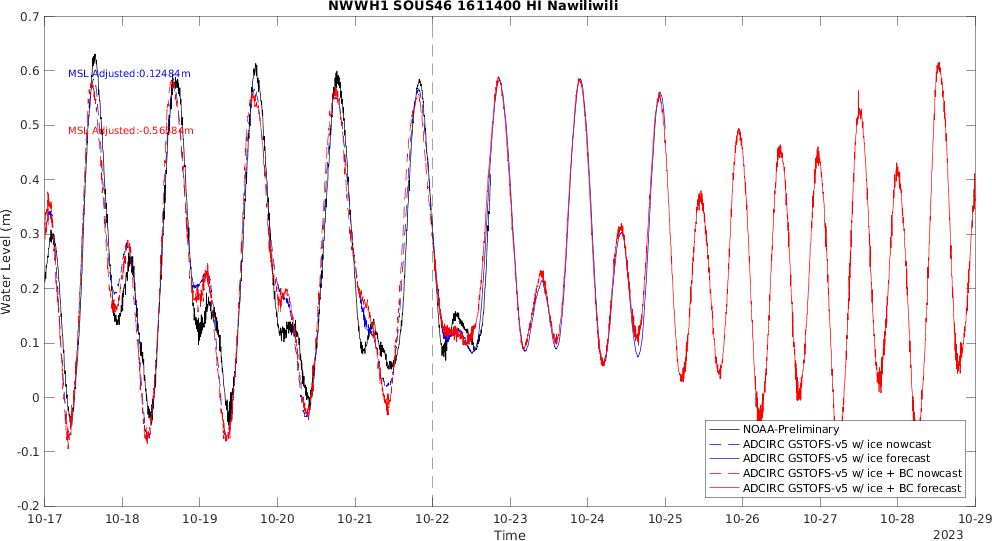 NWWH1 SOUS46 1611400 HI Nawiliwili
0.7
0.6
0.5
0.4
0.3
0.2
0.1
0
-0.1
-0.2
Water Level (m)
MSL Adjusted:0.12484m
MSL Adjusted:-0.56584m
NOAA-Preliminary
ADCIRC GSTOFS-v5 w/ ice nowcast
ADCIRC GSTOFS-v5 w/ ice forecast
ADCIRC GSTOFS-v5 w/ ice + BC nowcast
ADCIRC GSTOFS-v5 w/ ice + BC forecast
10-17 10-18 10-19 10-20 10-21 10-22 10-23 10-24 10-25 10-26 10-27 10-28 10-29
Time
2023